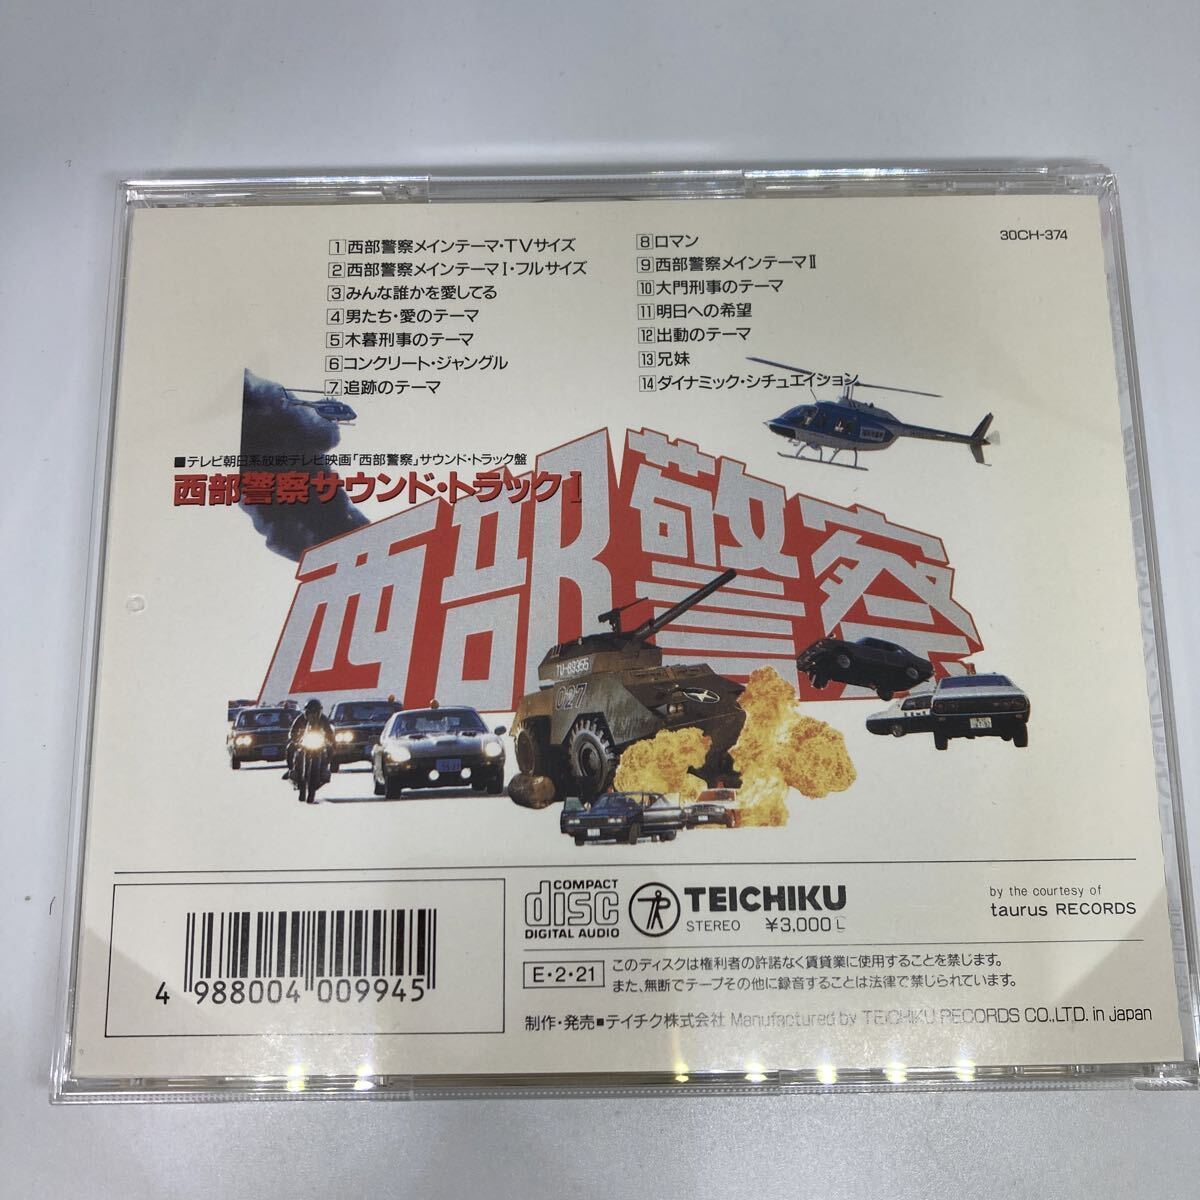 1 西部警察メインテーマ・TVサイズ
2 西部警察メインテーマI・フルサイズ
3 みんな誰かを愛してる
4 男たち・愛のテーマ
5 木暮刑事のテーマ
6 コンクリート・ジャングル
7 追跡のテーマ
8 ロマン
9 西部警察メインテーマII
10 大門刑事のテーマ
11 明日への希望
12 出動のテーマ
13 兄妹
14 ダイナミック・シチュエイション
30CH-374
■テレビ朝日系放映テレビ映画「西部警察」サウンド・トラック盤
西部警察サウンド・トラックI
西部警察
TU-89355
027
4 988004 009945
COMPACT disc DIGITAL AUDIO
TEICHIKU
STEREO ¥3,000 L
by the courtesy of
taurus RECORDS
E・2・21
このディスクは権利者の許諾なく賃貸業に使用することを禁じます。
また、無断でテープその他に録音することは法律で禁じられています。
制作・発売■テイチク株式会社 Manufactured by TEICHIKU RECORDS CO.,LTD. in Japan